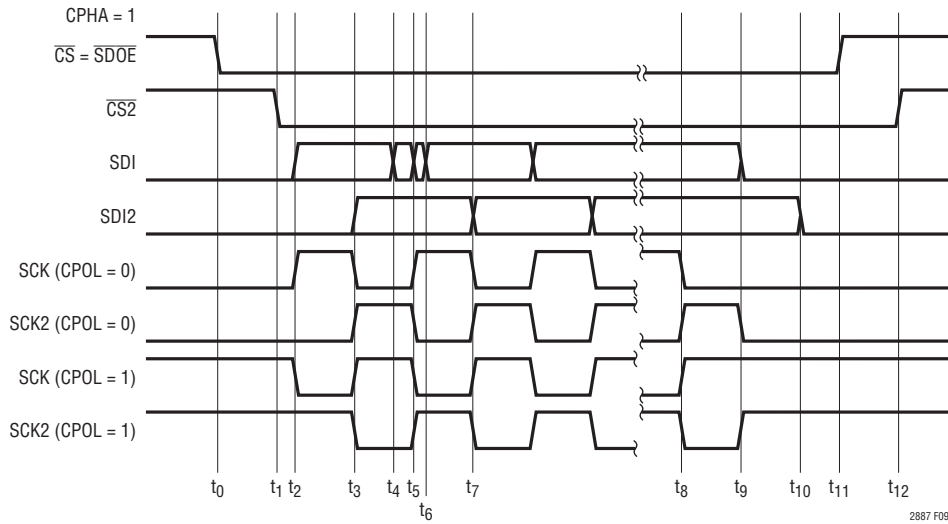 CPHA = 1
CS = SDOE
CS2
SDI
SDI2
SCK (CPOL = 0)
SCK2 (CPOL = 0)
SCK (CPOL = 1)
SCK2 (CPOL = 1)
t0 t1 t2 t3 t4 t5 t6 t7 t8 t9 t10 t11 t12
2887 F09